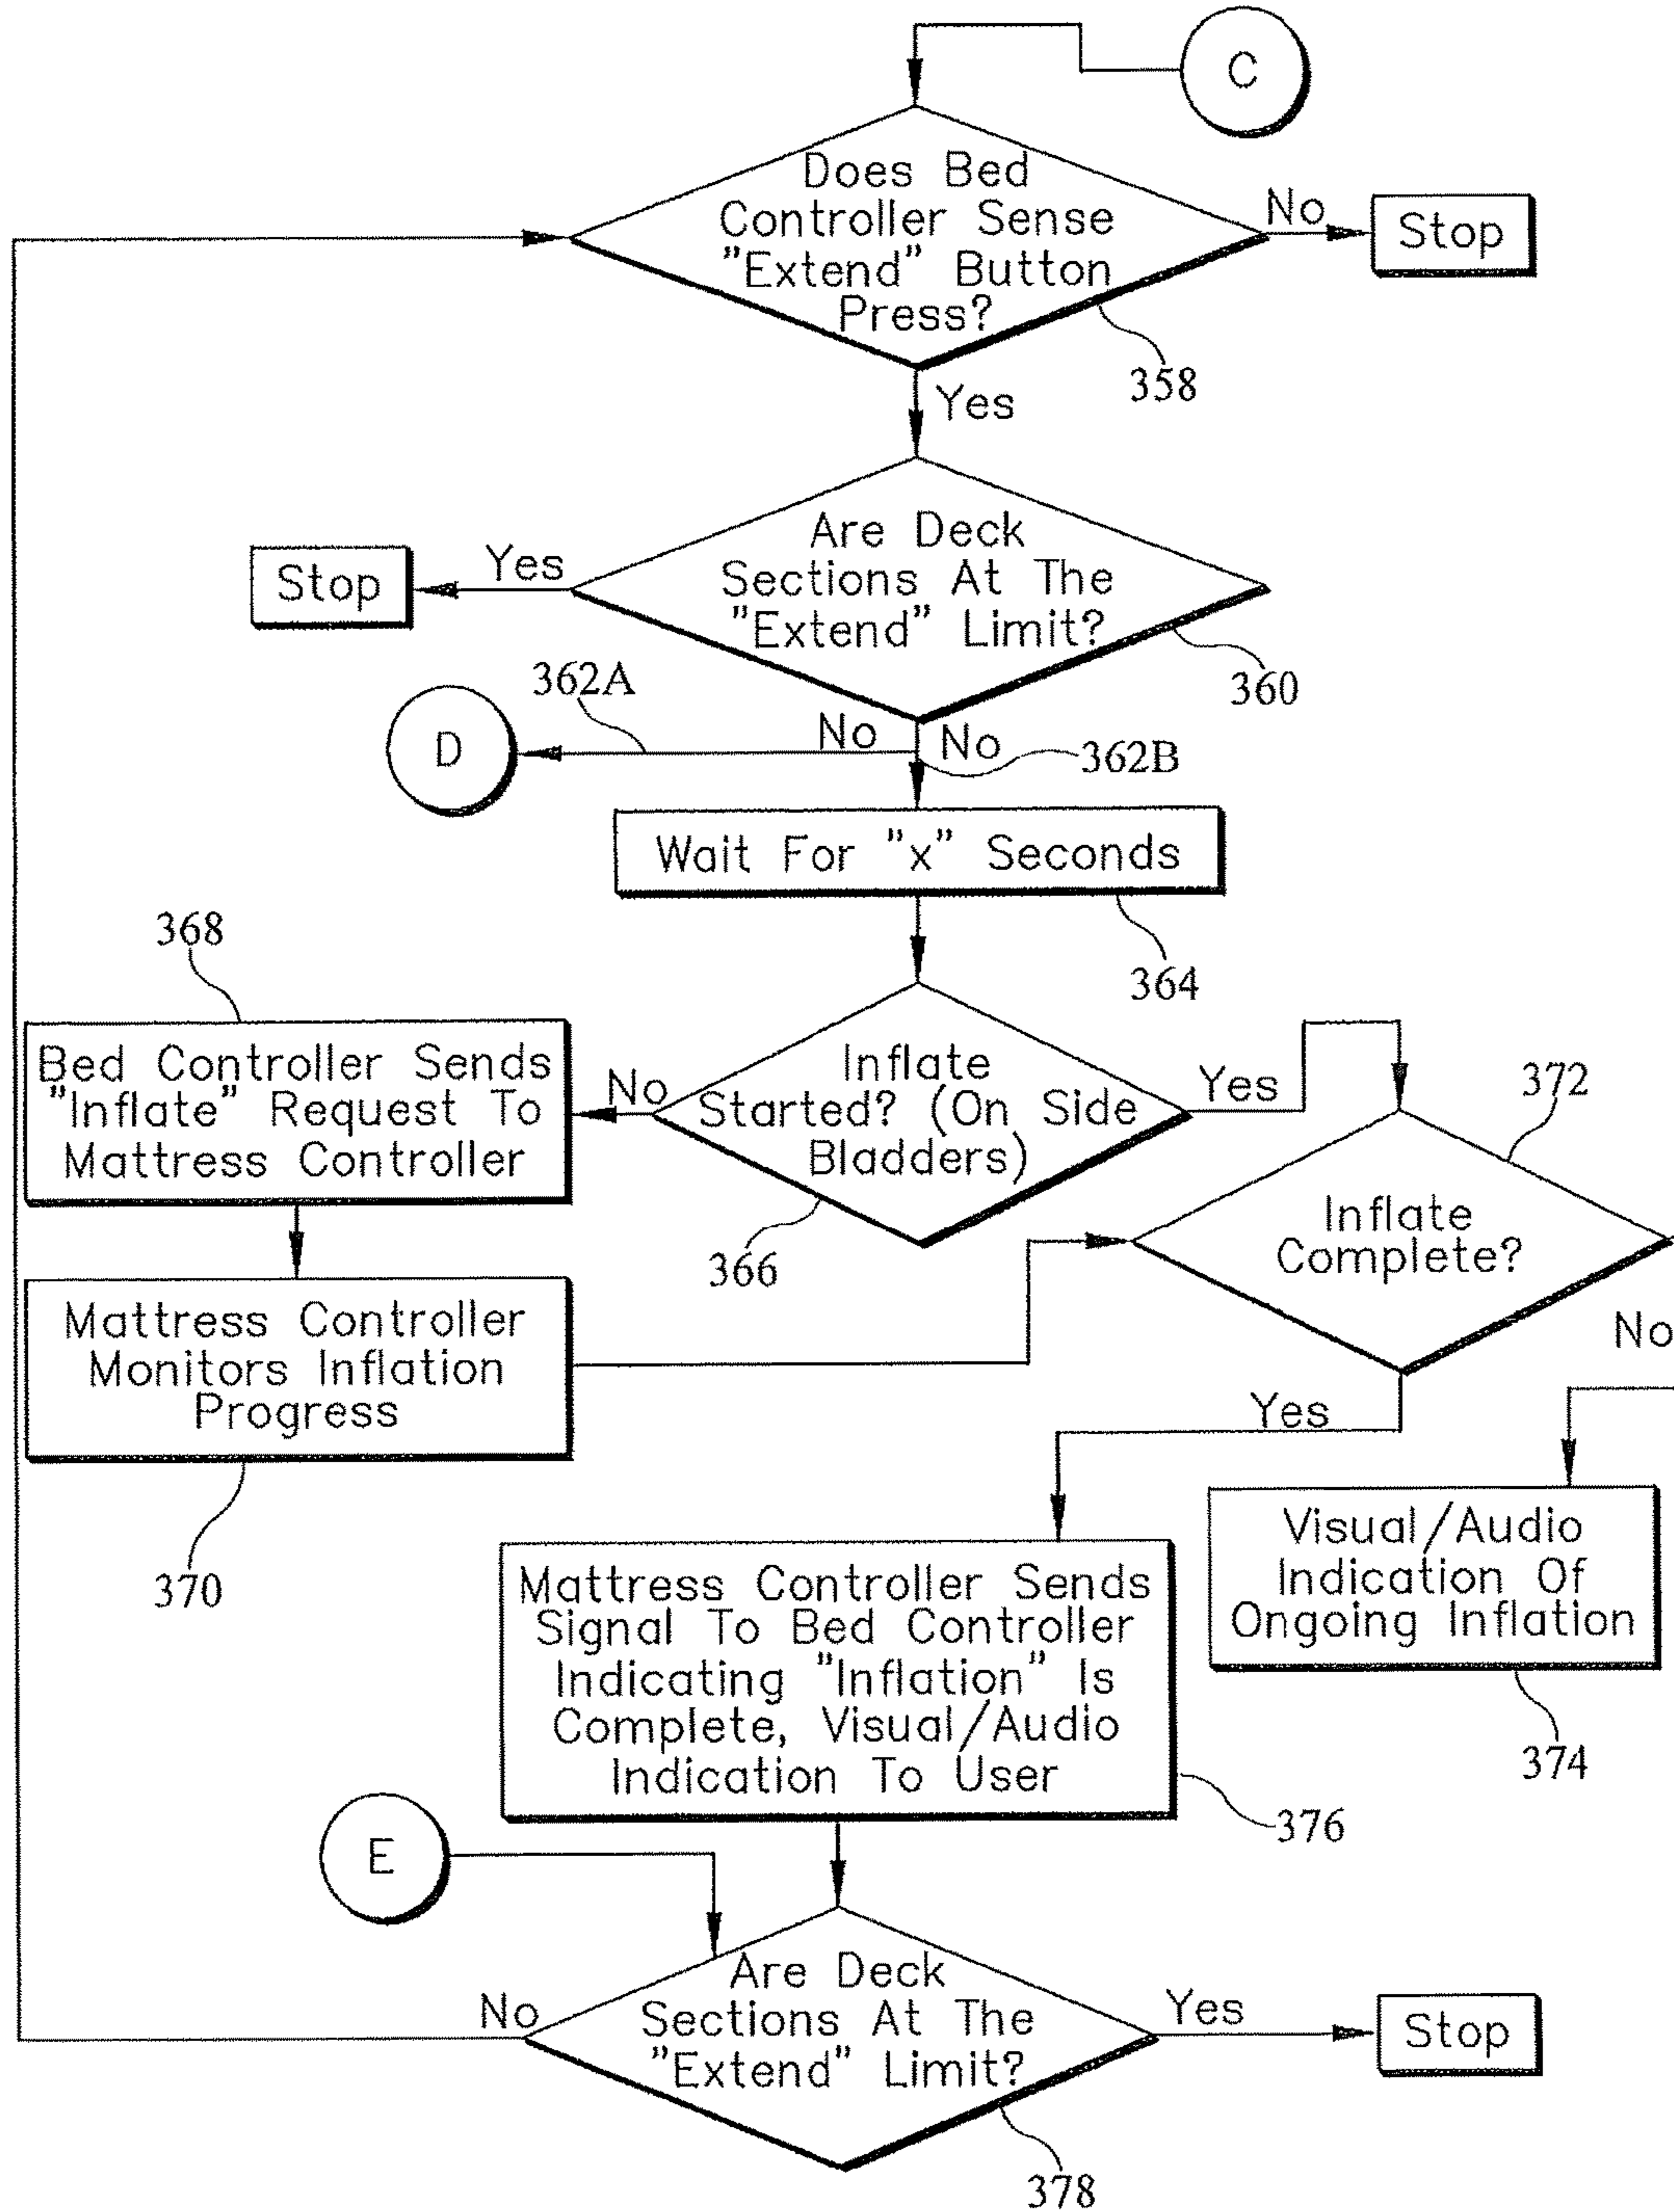 C
Does Bed
Controller Sense
"Extend" Button
Press?
No
Stop
358
Yes
Are Deck
Sections At The
"Extend" Limit?
Yes
Stop
360
362A
No
No
D
362B
Wait For "x" Seconds
364
368
Bed Controller Sends
"Inflate" Request To
Mattress Controller
No
Inflate
Started? (On Side
Bladders)
Yes
366
372
Inflate
Complete?
No
Mattress Controller
Monitors Inflation
Progress
370
Yes
Visual/Audio
Indication Of
Ongoing Inflation
374
Mattress Controller Sends
Signal To Bed Controller
Indicating "Inflation" Is
Complete, Visual/Audio
Indication To User
376
E
Are Deck
Sections At The
"Extend" Limit?
No
Yes
Stop
378